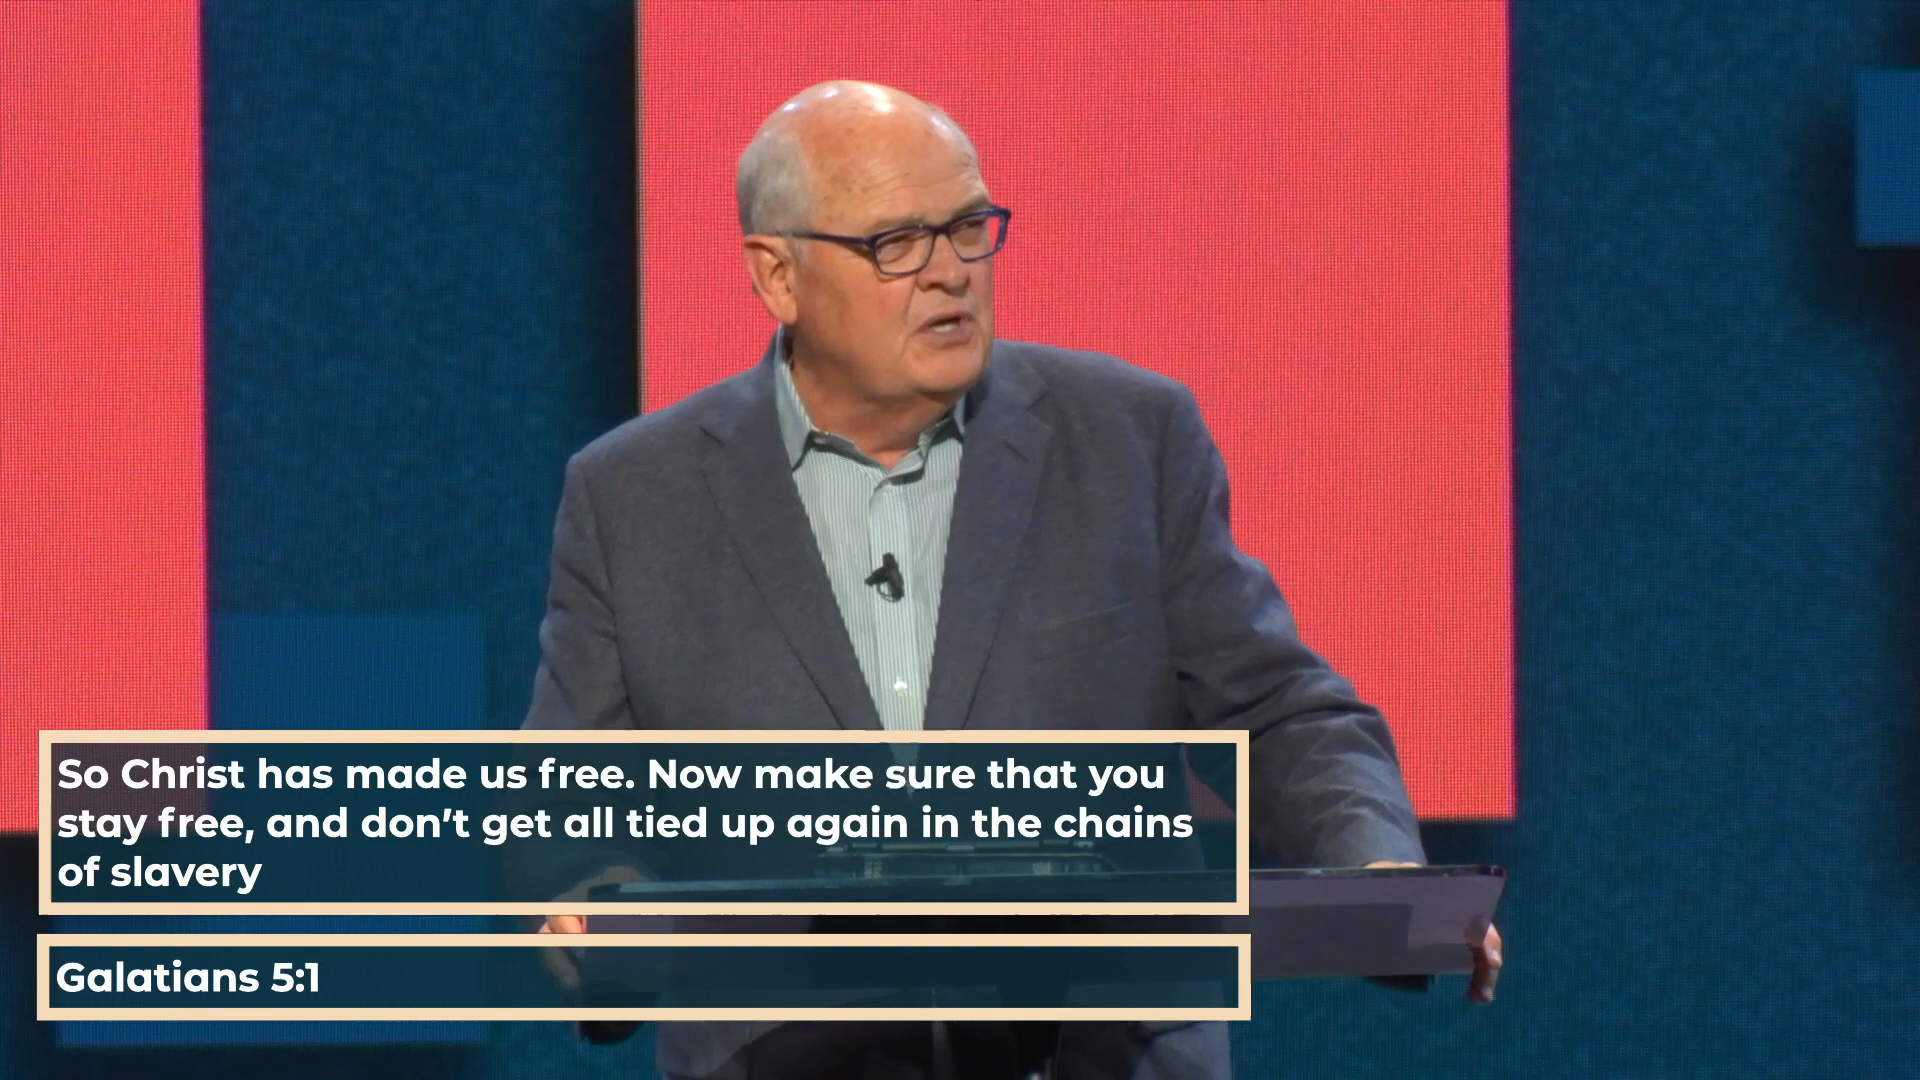 So Christ has made us free. Now make sure that you
stay free, and don’t get all tied up again in the chains
of slavery
Galatians 5:1